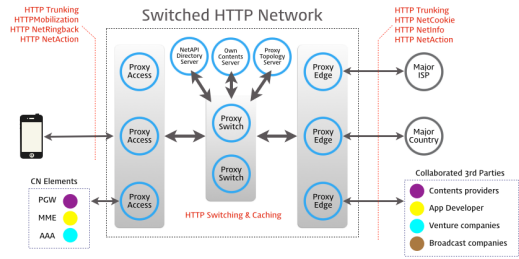 Switched HTTP Network
HTTP Trunking
HTTPMobilization
HTTP NetRingback
HTTP NetAction
HTTP Trunking
HTTP NetCookie
HTTP NetInfo
HTTP NetAction
NetAPI
Directory
Server
Own
Contents
Server
Proxy
Topology
Server
Proxy
Access
Proxy
Edge
Major
ISP
Proxy
Access
Proxy
Switch
Proxy
Edge
Major
Country
Proxy
Switch
Proxy
Access
Proxy
Edge
HTTP Switching & Caching
CN Elements
PGW
MME
AAA
Collaborated 3rd Parties
Contents providers
App Developer
Venture companies
Broadcast companies